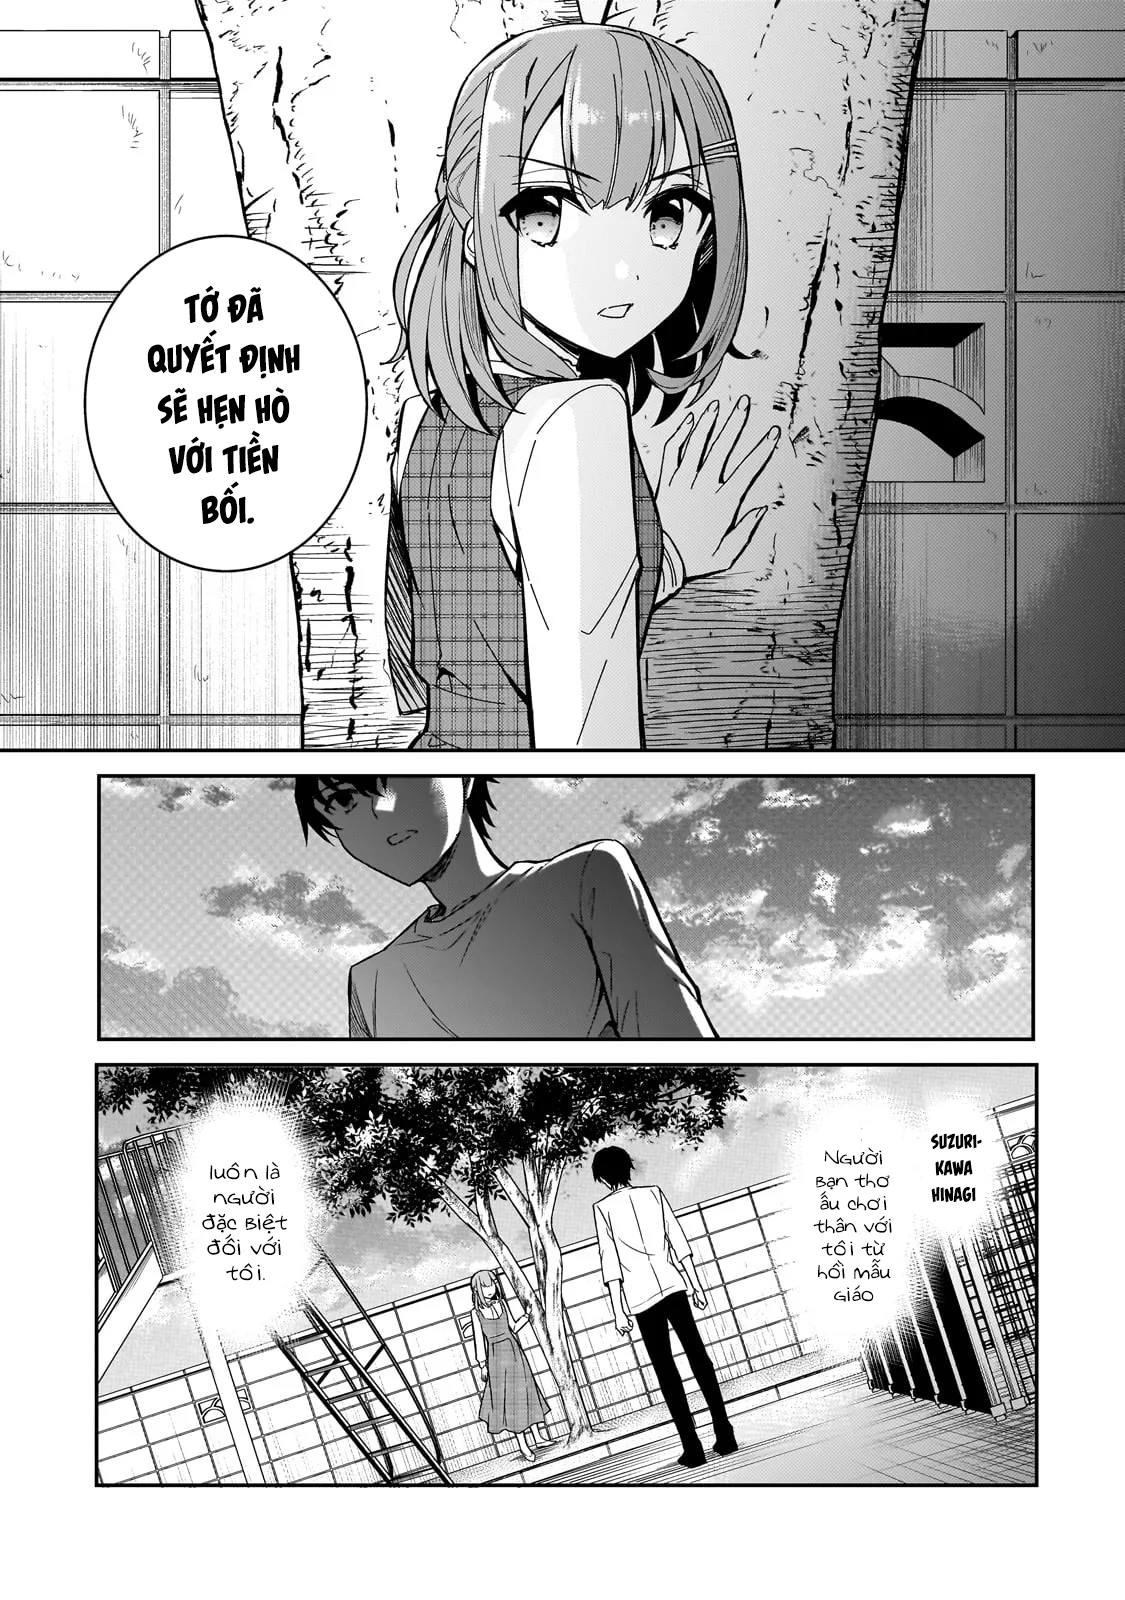 TỚ ĐÃ
QUYẾT ĐỊNH
SẼ HẸN HÒ
VỚI TIỀN
BỐI.
SUZURI-
KAWA
HINAGI
NGƯỜI
BẠN THƠ
ẤU CHƠI
THÂN VỚI
TÔI TỪ
HỒI MẪU
GIÁO
LUÔN LÀ
NGƯỜI
ĐẶC BIỆT
ĐỐI VỚI
TÔI.